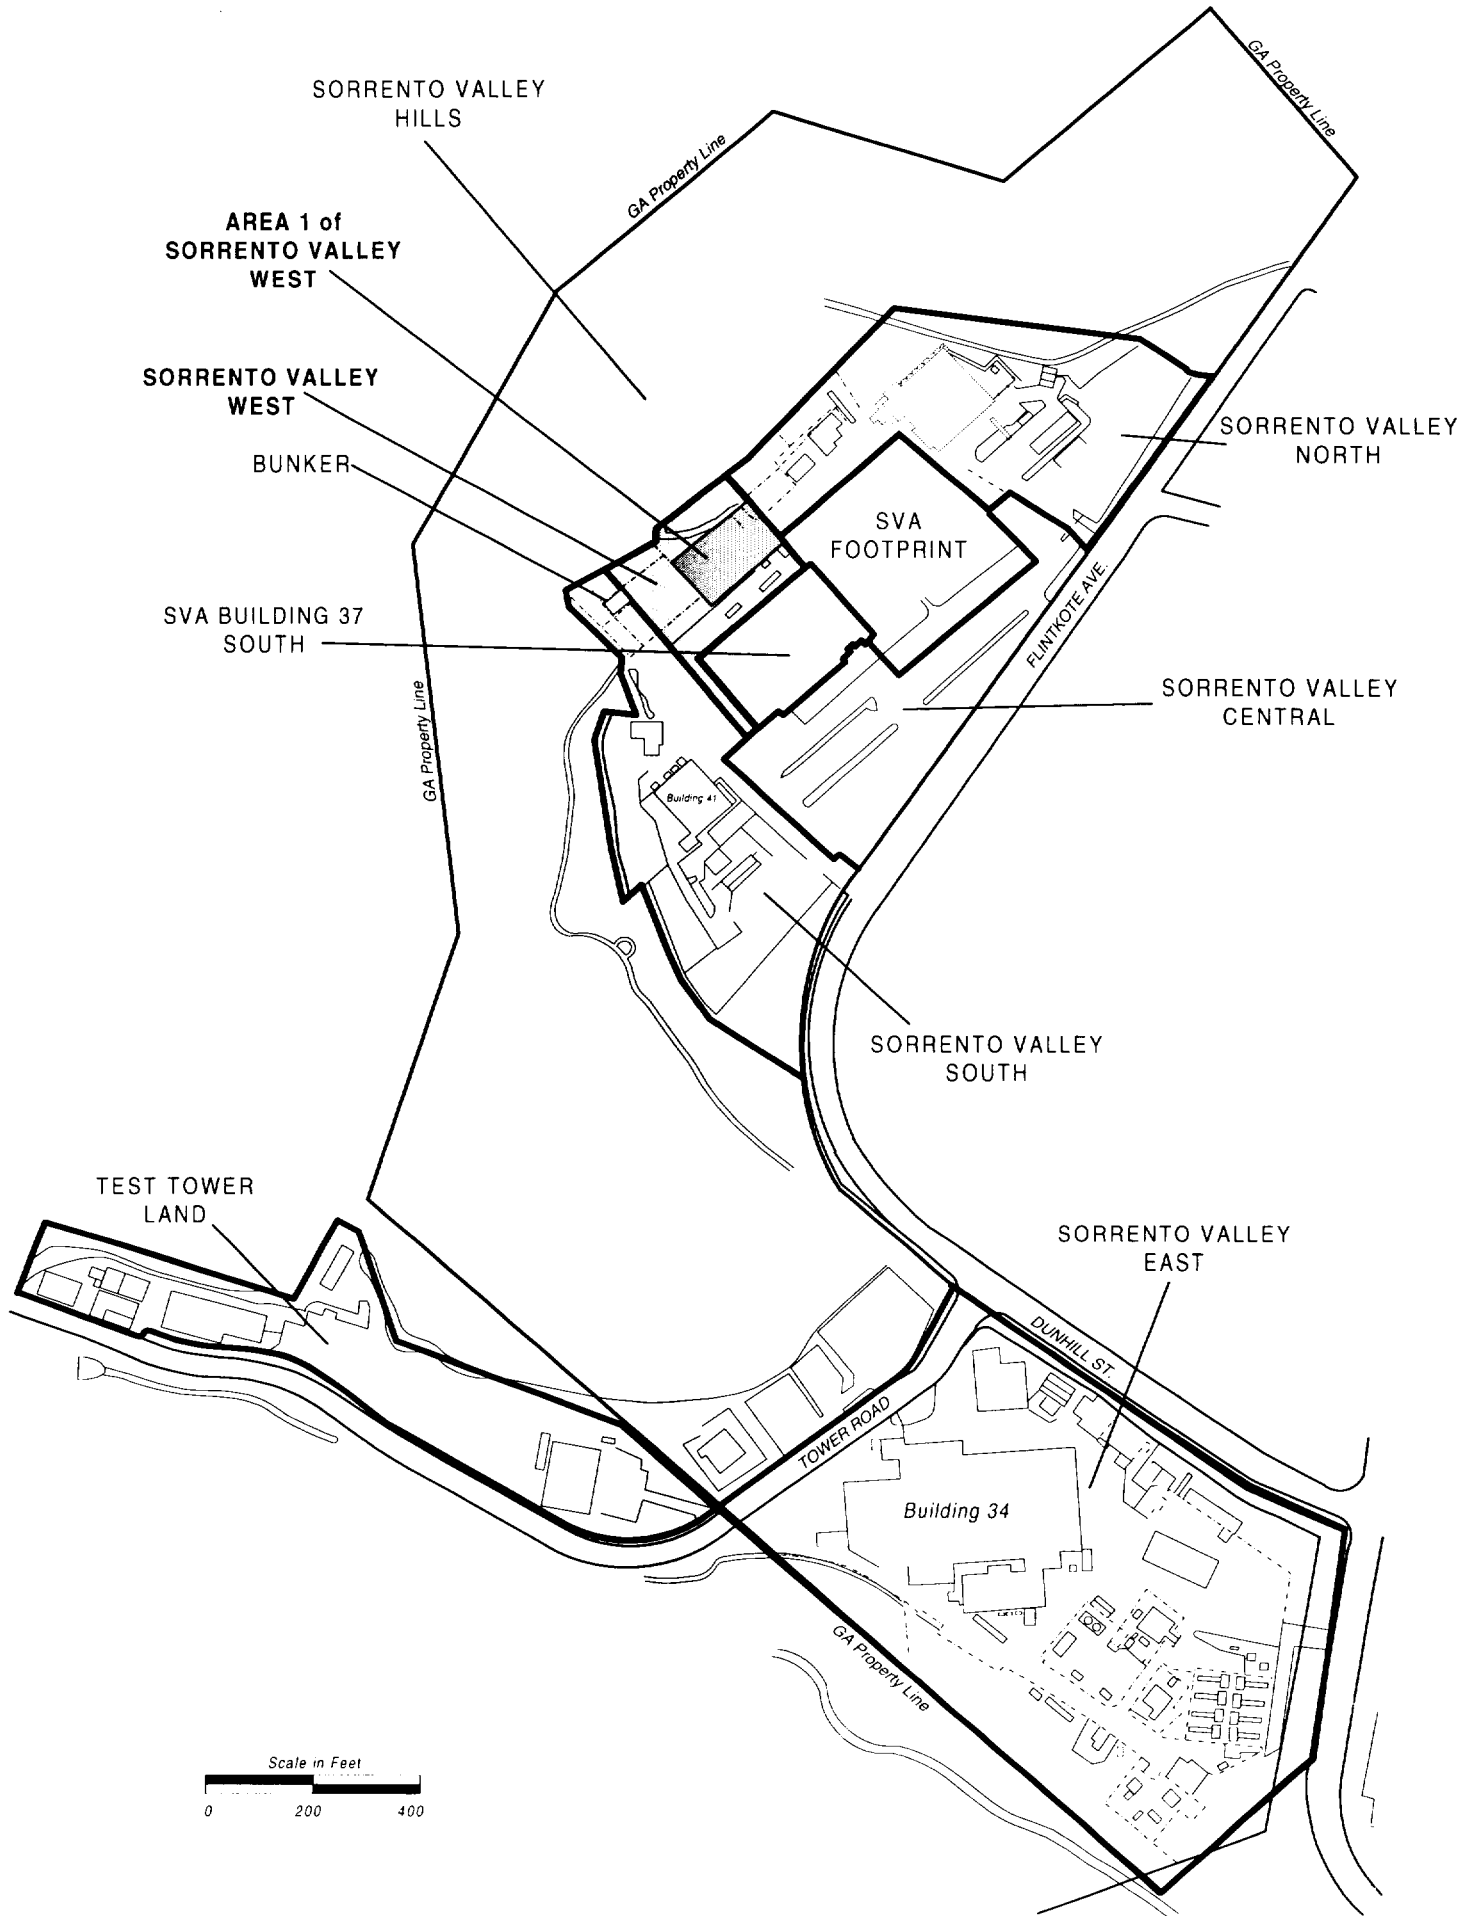 GA Property Line
SORRENTO VALLEY
HILLS
GA Property Line
AREA 1 of
SORRENTO VALLEY
WEST
SORRENTO VALLEY
WEST
BUNKER
SORRENTO VALLEY
NORTH
SVA
FOOTPRINT
FLINTKOTE AVE.
SVA BUILDING 37
SOUTH
SORRENTO VALLEY
CENTRAL
GA Property Line
Building 41
SORRENTO VALLEY
SOUTH
TEST TOWER
LAND
SORRENTO VALLEY
EAST
DUNHILL ST.
TOWER ROAD
Building 34
GA Property Line
Scale in Feet
0 200 400